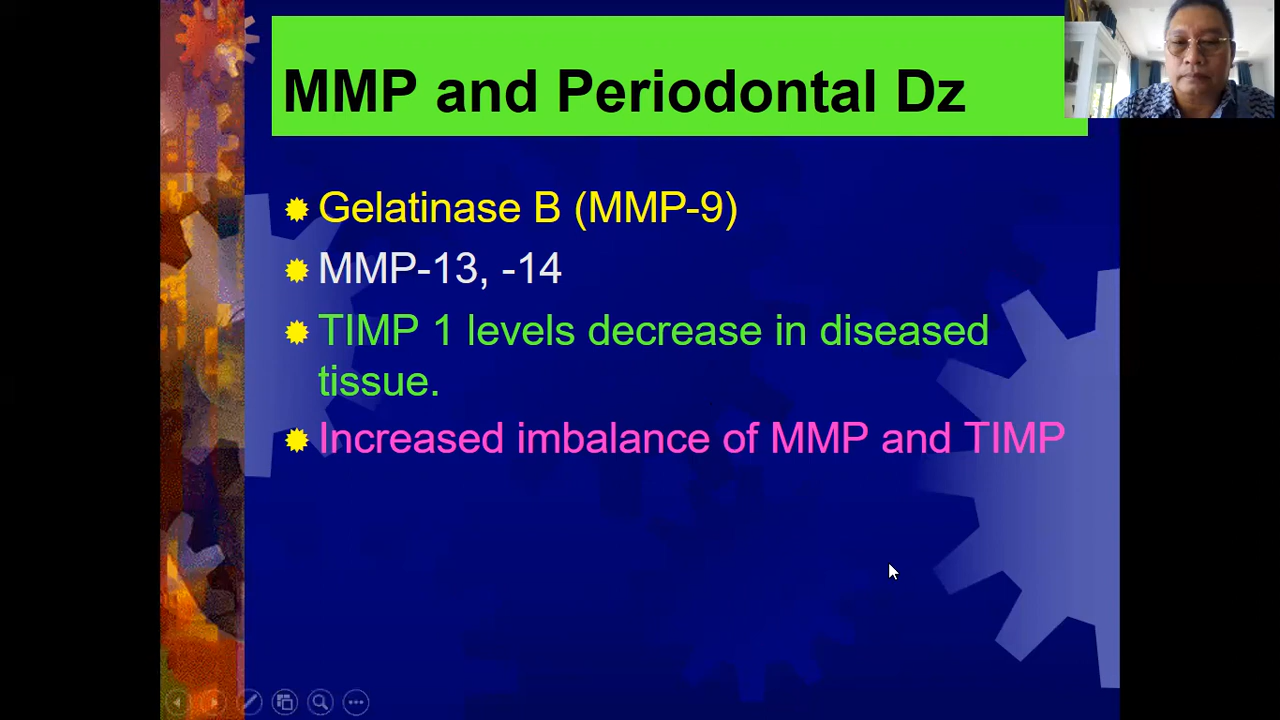 MMP and Periodontal Dz
Gelatinase B (MMP-9)
MMP-13, -14
TIMP 1 levels decrease in diseased
tissue.
Increased imbalance of MMP and TIMP